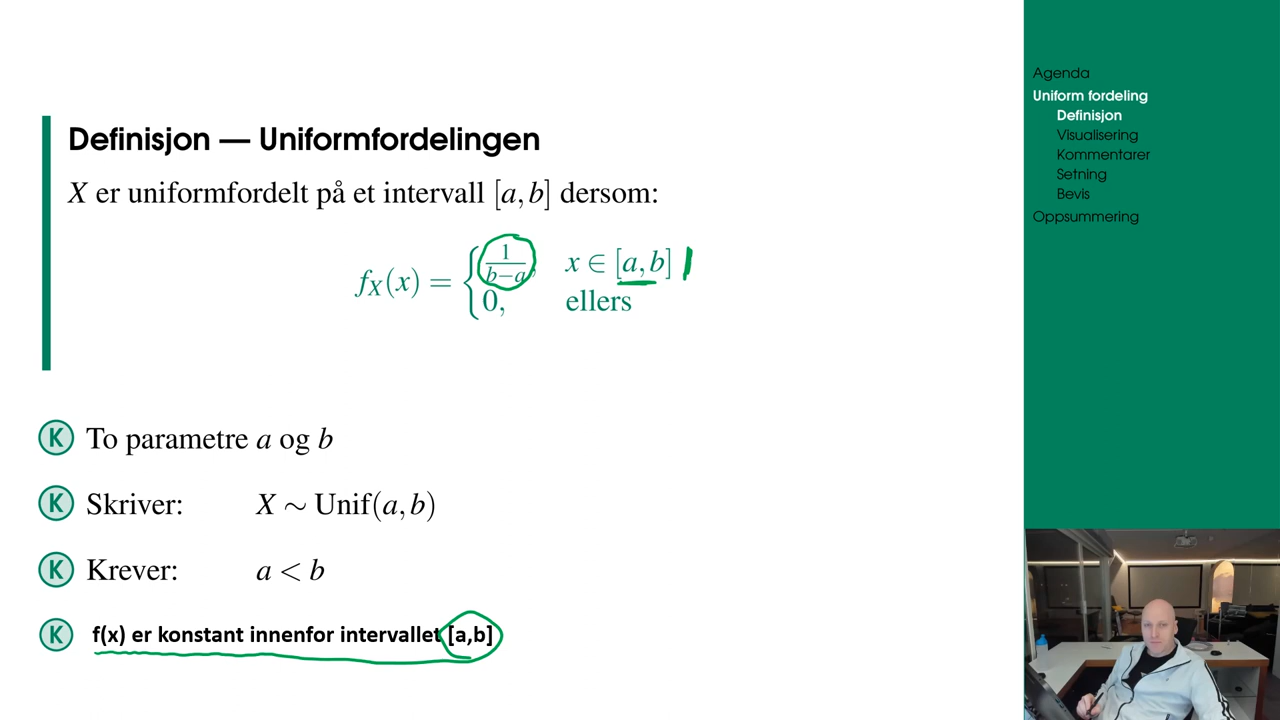 Definisjon — Uniformfordelingen
X er uniformfordelt på et intervall [a, b] dersom:
f_X(x) = { 1/(b−a), x ∈ [a, b]
0, ellers
K To parametre a og b
K Skriver: X ∼ Unif(a, b)
K Krever: a < b
K f(x) er konstant innenfor intervallet [a,b]
Agenda
Uniform fordeling
Definisjon
Visualisering
Kommentarer
Setning
Bevis
Oppsummering